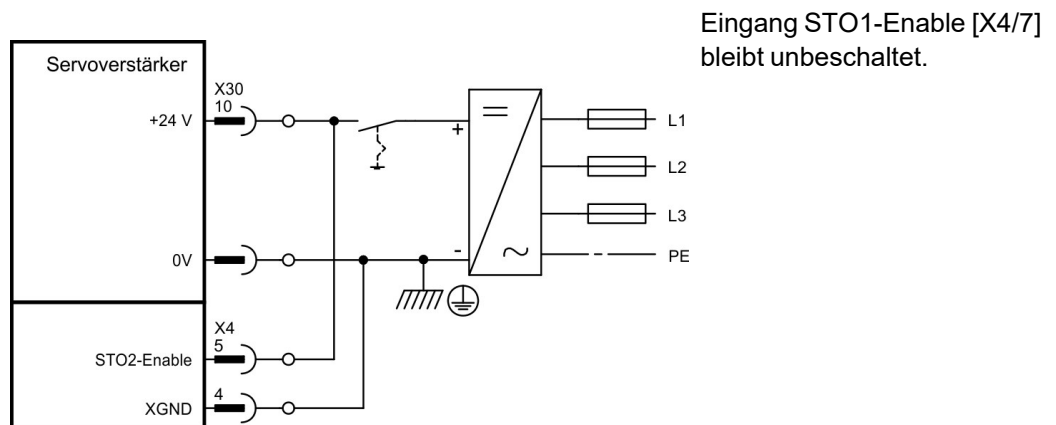 Eingang STO1-Enable [X4/7]
bleibt unbeschaltet.
Servoverstärker
X30
10
+24 V
+
L1
L2
L3
0V
-
PE
X4
5
STO2-Enable
4
XGND